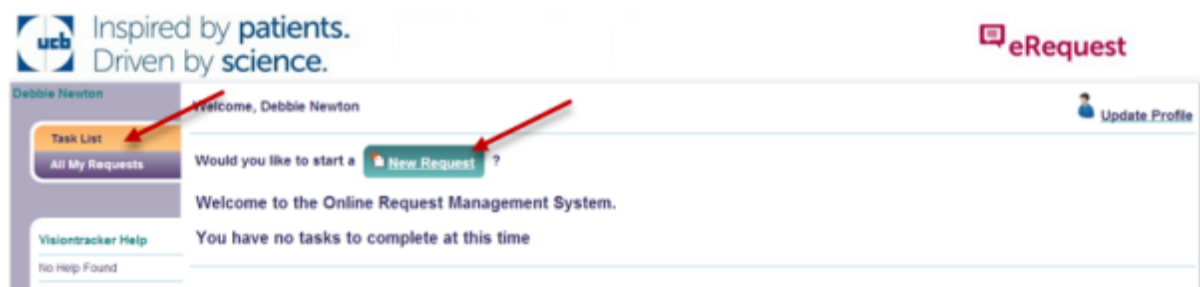 ucb
Inspired by patients.
Driven by science.
eRequest
Debbie Newton
Welcome, Debbie Newton
Update Profile
Task List
All My Requests
Would you like to start a New Request ?
Welcome to the Online Request Management System.
You have no tasks to complete at this time
Visiontracker Help
No Help Found